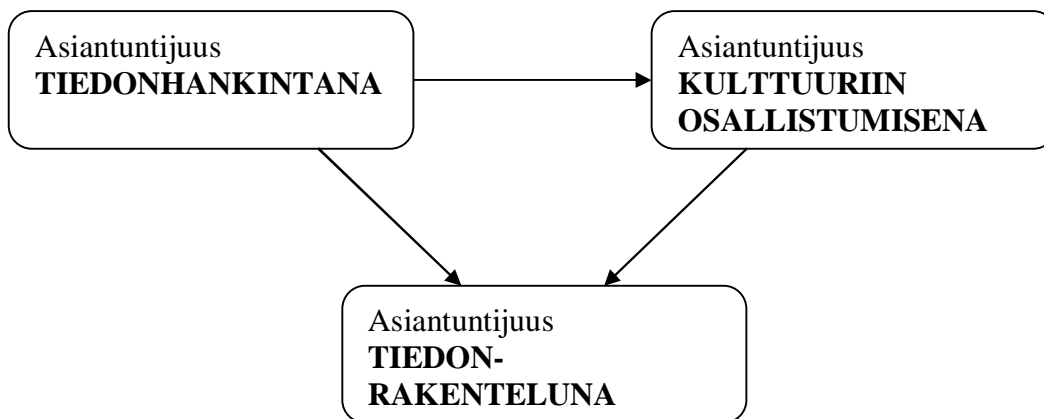 Asiantuntijuus
TIEDONHANKINTANA
Asiantuntijuus
KULTTUURIIN
OSALLISTUMISENA
Asiantuntijuus
TIEDON-
RAKENTELUNA